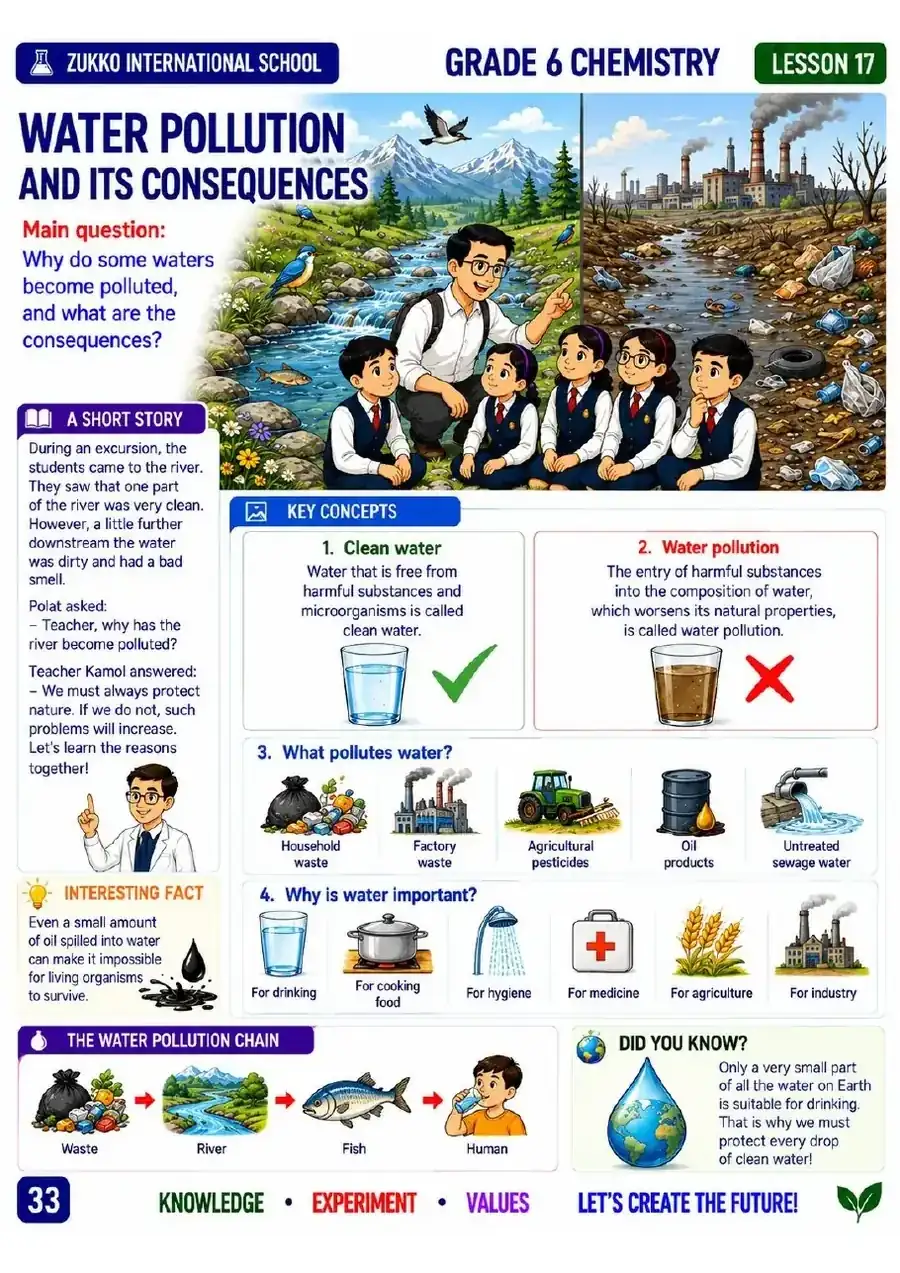 ZUKKO INTERNATIONAL SCHOOL
GRADE 6 CHEMISTRY
LESSON 17
WATER POLLUTION
AND ITS CONSEQUENCES
Main question:
Why do some waters
become polluted,
and what are the
consequences?
A SHORT STORY
During an excursion, the
students came to the river.
They saw that one part
of the river was very clean.
However, a little further
downstream the water
was dirty and had a bad
smell.
Polat asked:
– Teacher, why has the
river become polluted?
Teacher Kamol answered:
– We must always protect
nature. If we do not, such
problems will increase.
Let's learn the reasons
together!
INTERESTING FACT
Even a small amount
of oil spilled into water
can make it impossible
for living organisms
to survive.
KEY CONCEPTS
1. Clean water
Water that is free from
harmful substances and
microorganisms is called
clean water.
2. Water pollution
The entry of harmful substances
into the composition of water,
which worsens its natural properties,
is called water pollution.
3. What pollutes water?
Household
waste
Factory
waste
Agricultural
pesticides
Oil
products
Untreated
sewage water
4. Why is water important?
For drinking
For cooking
food
For hygiene
For medicine
For agriculture
For industry
THE WATER POLLUTION CHAIN
Waste
River
Fish
Human
DID YOU KNOW?
Only a very small part
of all the water on Earth
is suitable for drinking.
That is why we must
protect every drop
of clean water!
33
KNOWLEDGE • EXPERIMENT • VALUES
LET'S CREATE THE FUTURE!